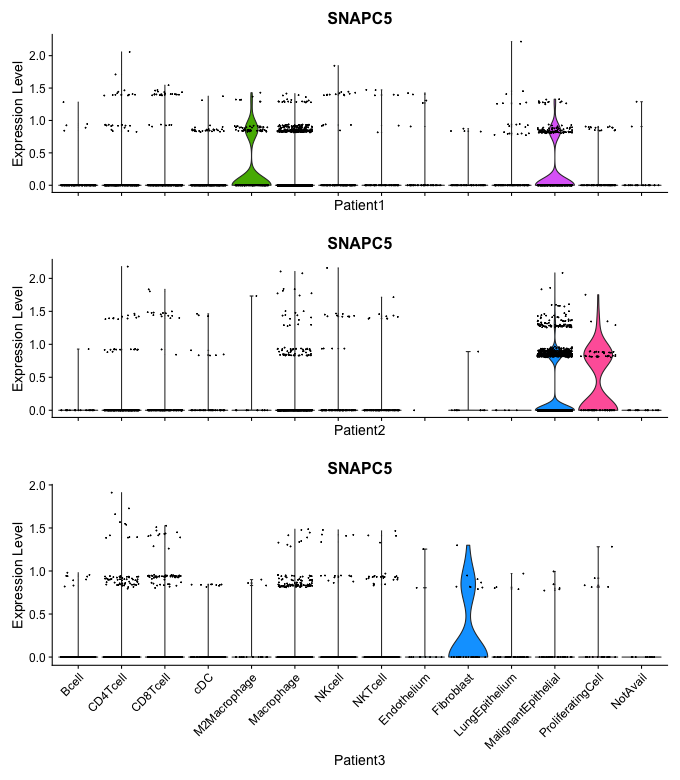 SNAPC5
Expression Level
2.0
1.5
1.0
0.5
0.0
Patient1
SNAPC5
Expression Level
2.0
1.5
1.0
0.5
0.0
Patient2
SNAPC5
Expression Level
2.0
1.5
1.0
0.5
0.0
Bcell
CD4Tcell
CD8Tcell
cDC
M2Macrophage
Macrophage
NKcell
NKTcell
Endothelium
Fibroblast
LungEpithelium
MalignantEpithelial
ProliferatingCell
NotAvail
Patient3